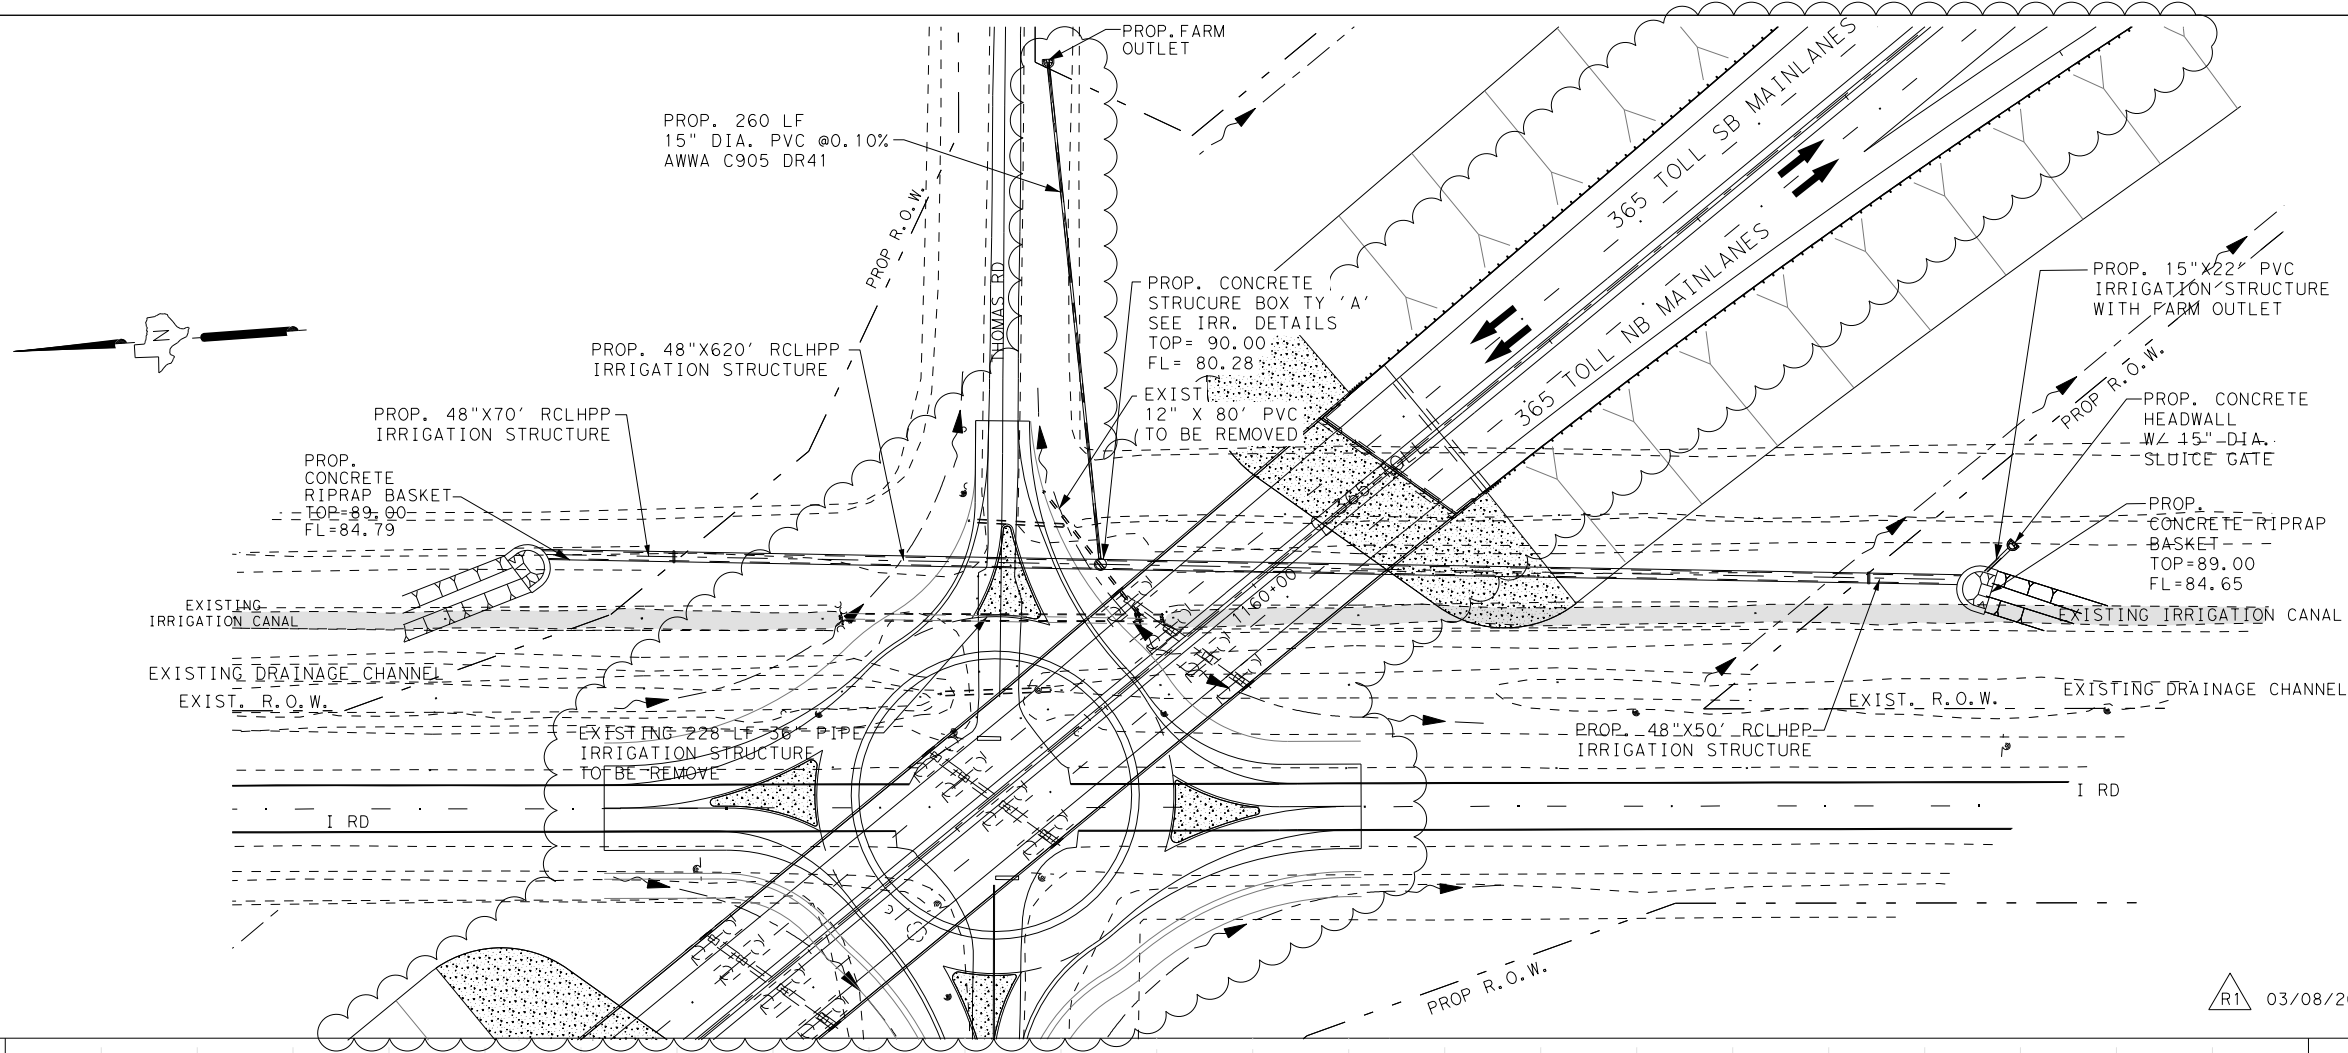 PROP.FARM
OUTLET
PROP. 260 LF
15" DIA. PVC @0.10%
AWWA C905 DR41
PROP R.O.W.
THOMAS RD
365 TOLL SB MAINLANES
365 TOLL NB MAINLANES
PROP. CONCRETE
STRUCURE BOX TY 'A'
SEE IRR. DETAILS
TOP= 90.00
FL= 80.28
EXIST
12" X 80' PVC
TO BE REMOVED
PROP. 15"X22' PVC
IRRIGATION STRUCTURE
WITH FARM OUTLET
N
PROP. 48"X620' RCLHPP
IRRIGATION STRUCTURE
PROP R.O.W.
PROP. CONCRETE
HEADWALL
W/ 15" DIA.
SLUICE GATE
PROP. 48"X70' RCLHPP
IRRIGATION STRUCTURE
PROP.
CONCRETE
RIPRAP BASKET
TOP=89.00
FL=84.79
PROP.
CONCRETE RIPRAP
BASKET
TOP=89.00
FL=84.65
1160+00
EXISTING
IRRIGATION CANAL
EXISTING IRRIGATION CANAL
EXISTING DRAINAGE CHANNEL
EXIST. R.O.W.
EXISTING DRAINAGE CHANNEL
EXIST. R.O.W.
EXISTING 228 LF 36" PIPE
IRRIGATION STRUCTURE
TO BE REMOVE
PROP. 48"X50' RCLHPP
IRRIGATION STRUCTURE
I RD
I RD
PROP R.O.W.
R1 03/08/2